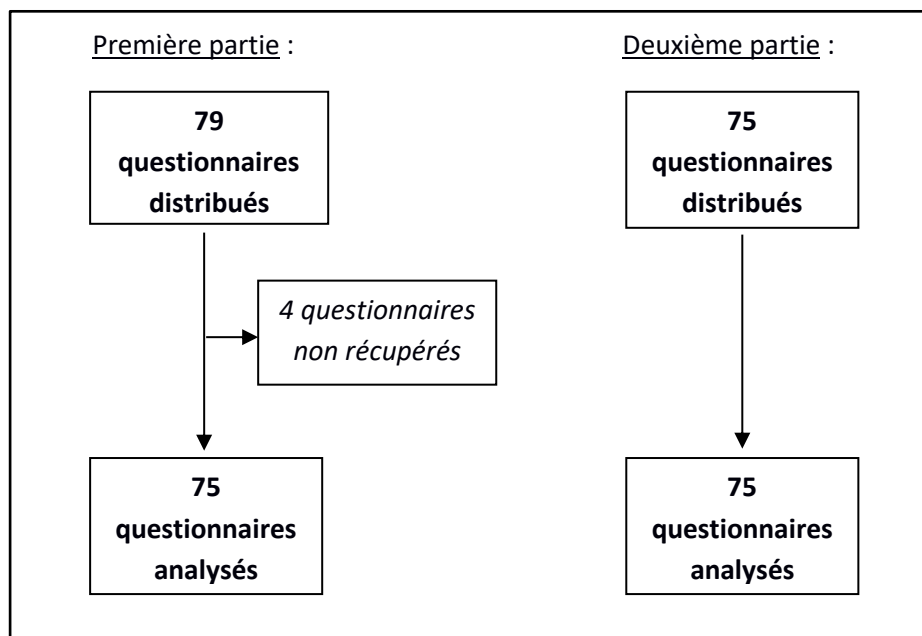 Première partie :
79
questionnaires
distribués
4 questionnaires
non récupérés
75
questionnaires
analysés
Deuxième partie :
75
questionnaires
distribués
75
questionnaires
analysés